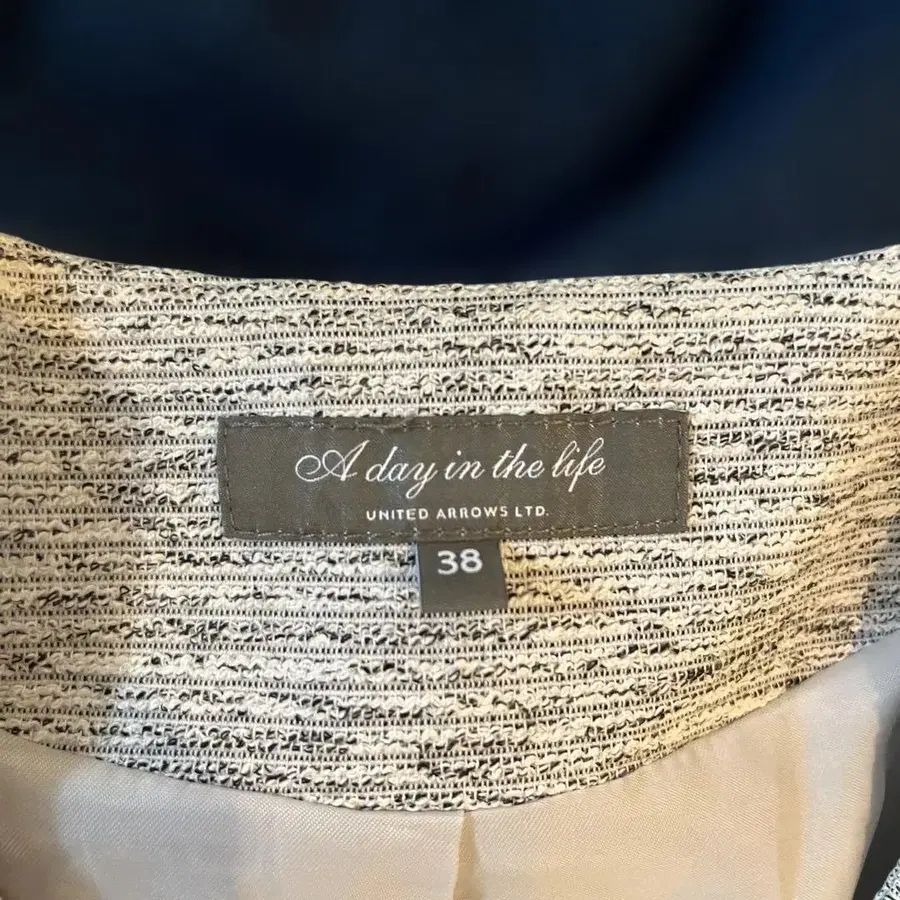 A day in the life
UNITED ARROWS LTD.
38